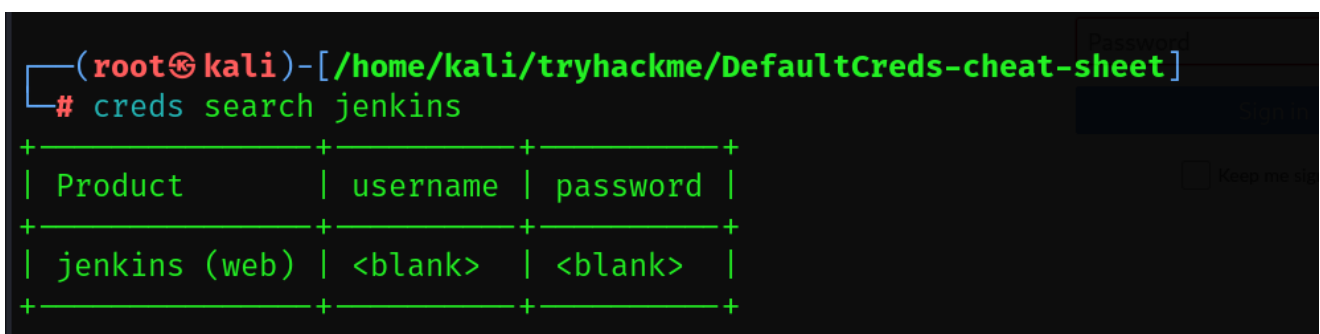 Password
┌──(root㉿kali)-[/home/kali/tryhackme/DefaultCreds-cheat-sheet]
└─# creds search jenkins
Sign in
+---------------+----------+----------+
| Product       | username | password |
Keep me sig
+---------------+----------+----------+
| jenkins (web) | <blank>  | <blank>  |
+---------------+----------+----------+